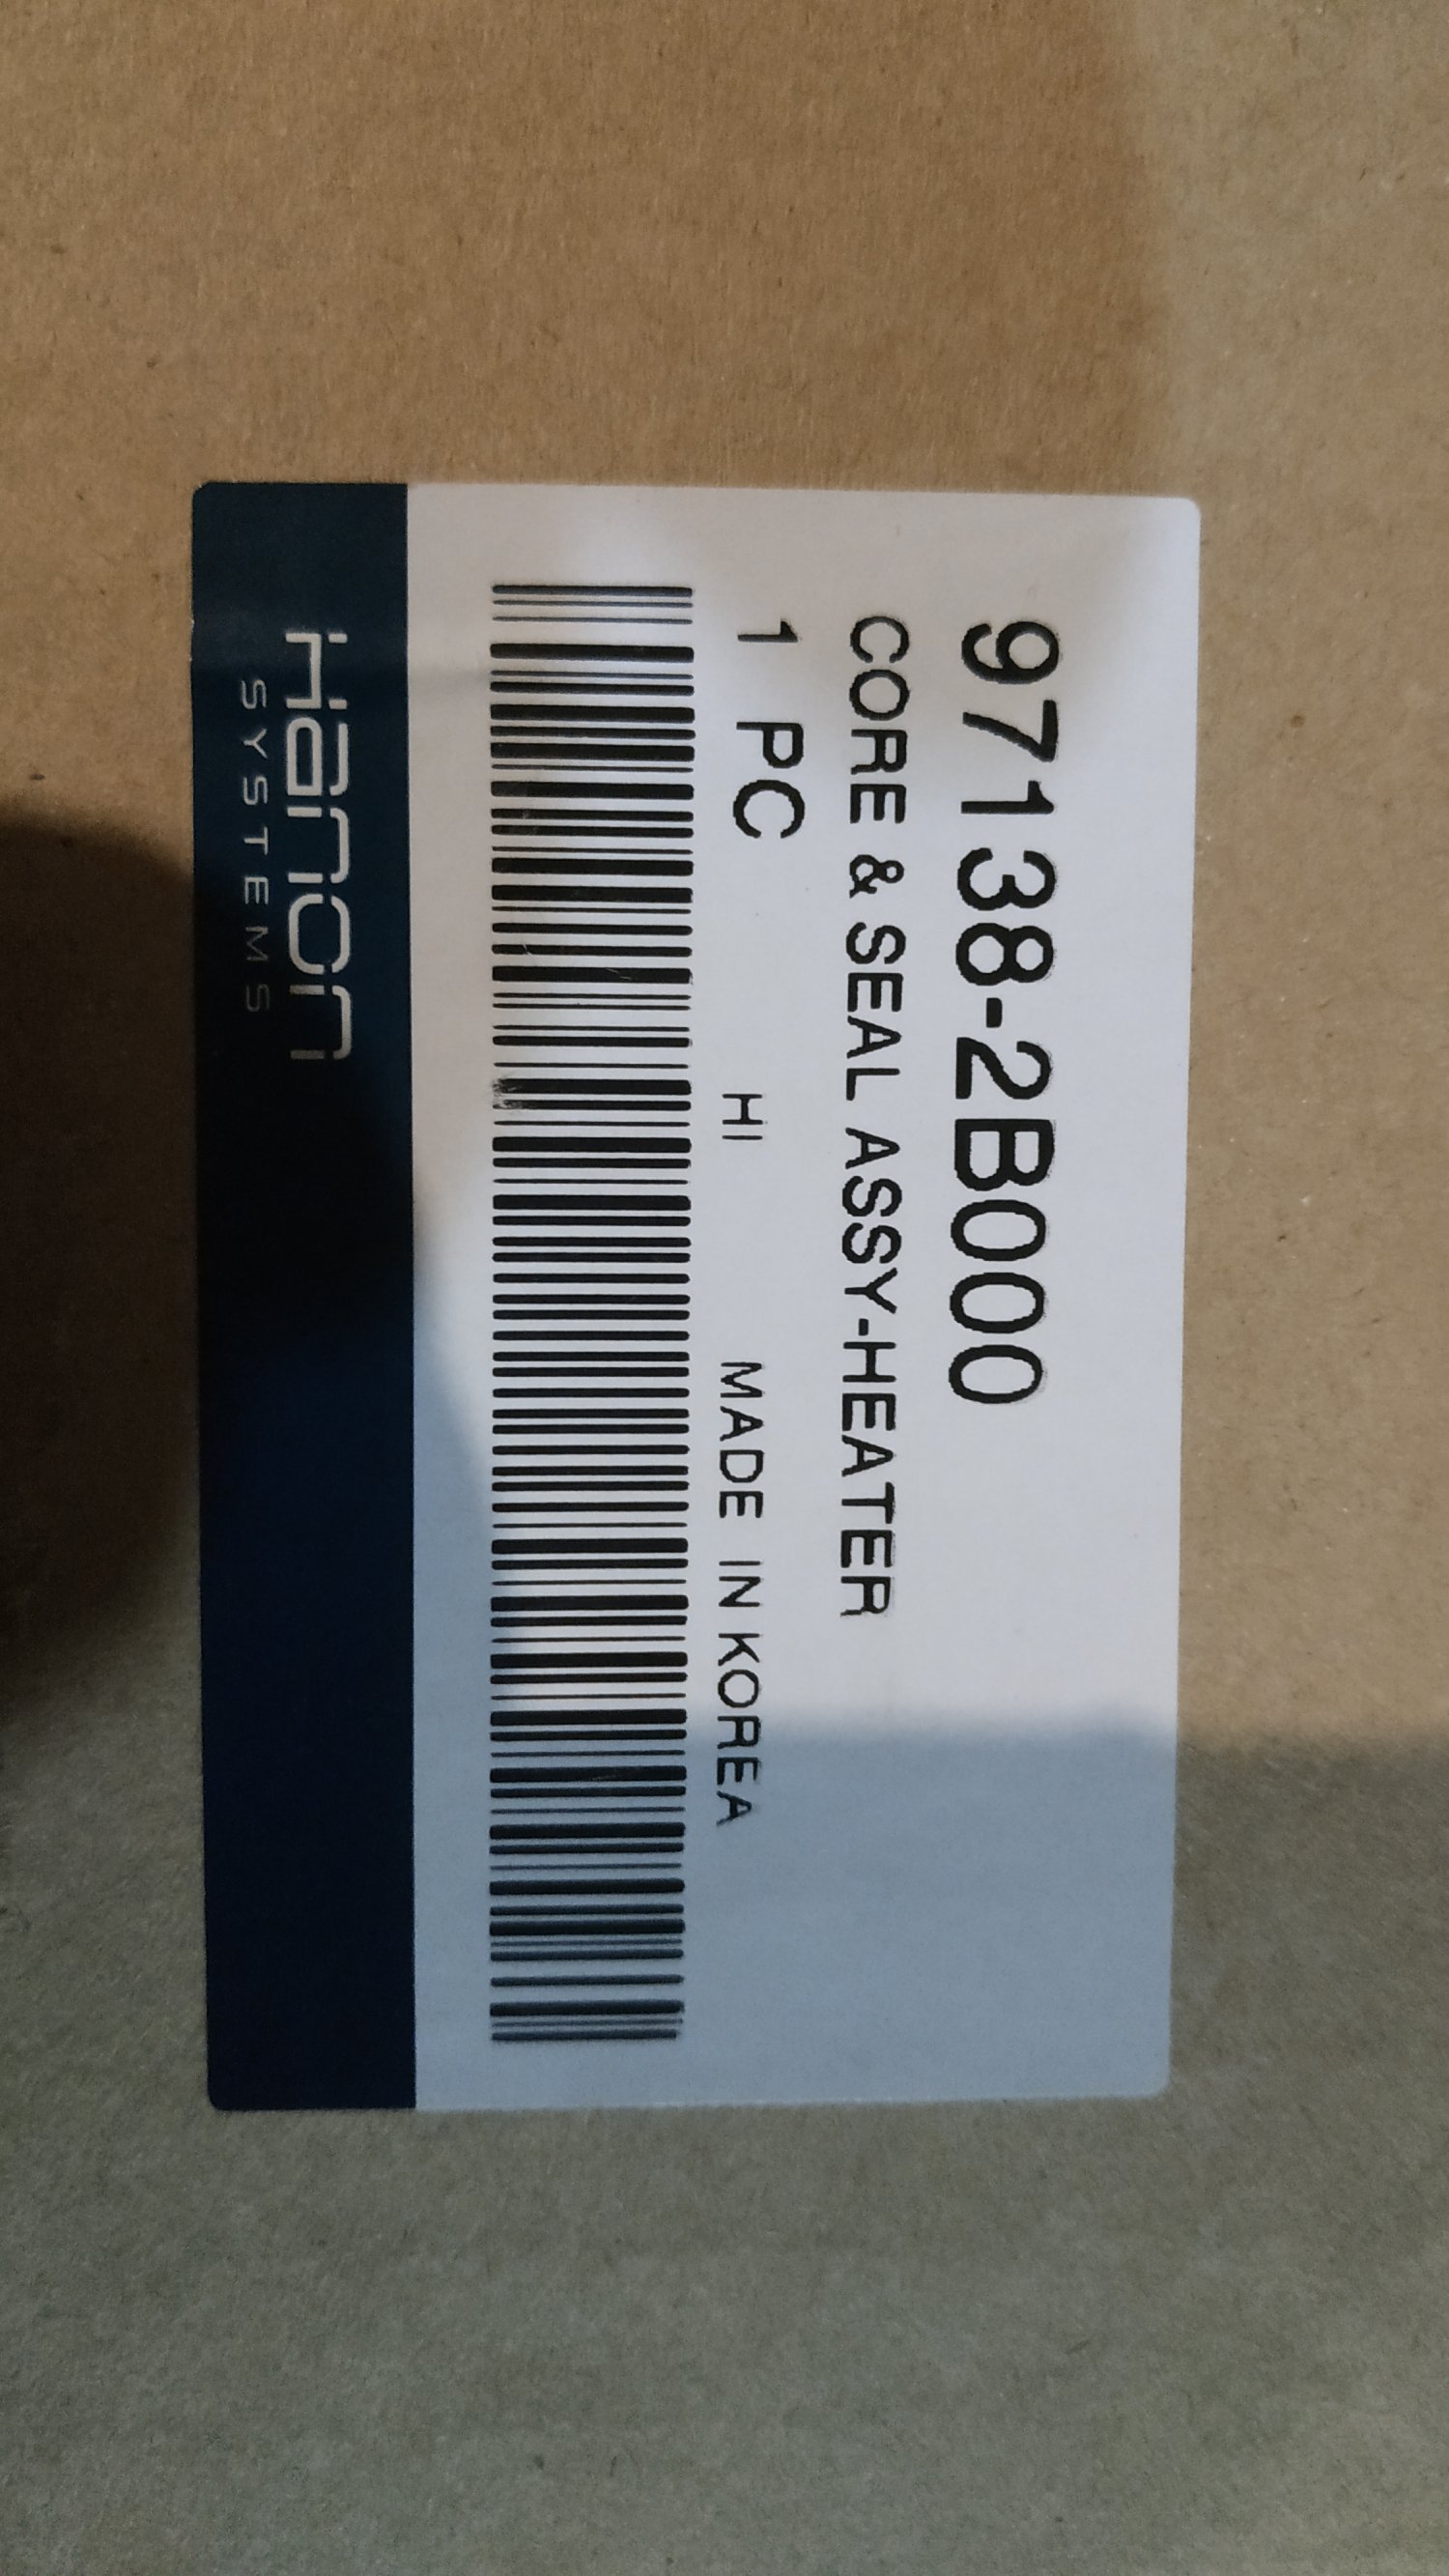 97138-2B000
CORE & SEAL ASSY-HEATER
1 PC HI MADE IN KOREA
Hanon
SYSTEMS